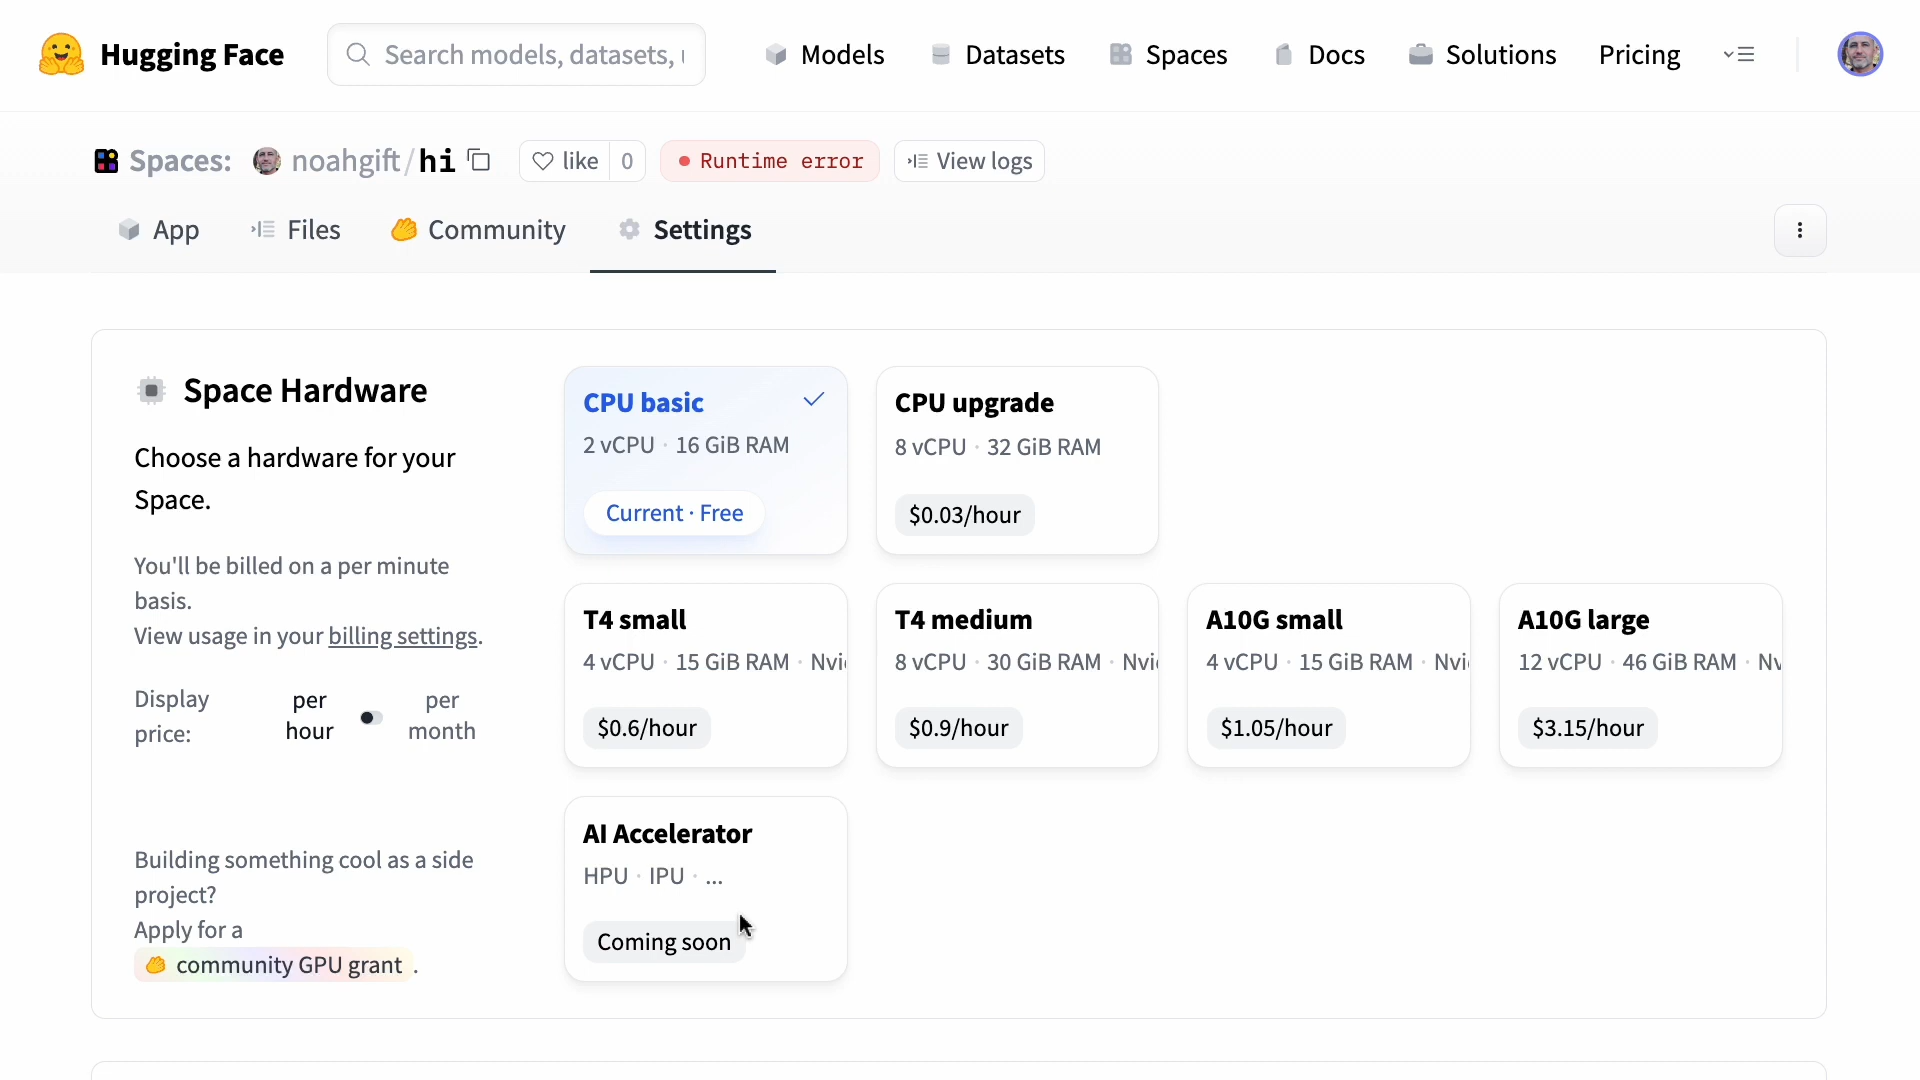 Hugging Face
Search models, datasets, u
Models
Datasets
Spaces
Docs
Solutions
Pricing
Spaces:
noahgift/hi
like
0
Runtime error
View logs
App
Files
Community
Settings
Space Hardware
Choose a hardware for your
Space.
You'll be billed on a per minute
basis.
View usage in your billing settings.
Display
price:
per
hour
per
month
Building something cool as a side
project?
Apply for a
community GPU grant .
CPU basic
2 vCPU · 16 GiB RAM
Current · Free
CPU upgrade
8 vCPU · 32 GiB RAM
$0.03/hour
T4 small
4 vCPU · 15 GiB RAM · Nvi
$0.6/hour
T4 medium
8 vCPU · 30 GiB RAM · Nvi
$0.9/hour
A10G small
4 vCPU · 15 GiB RAM · Nvi
$1.05/hour
A10G large
12 vCPU · 46 GiB RAM · Nv
$3.15/hour
AI Accelerator
HPU · IPU · ...
Coming soon